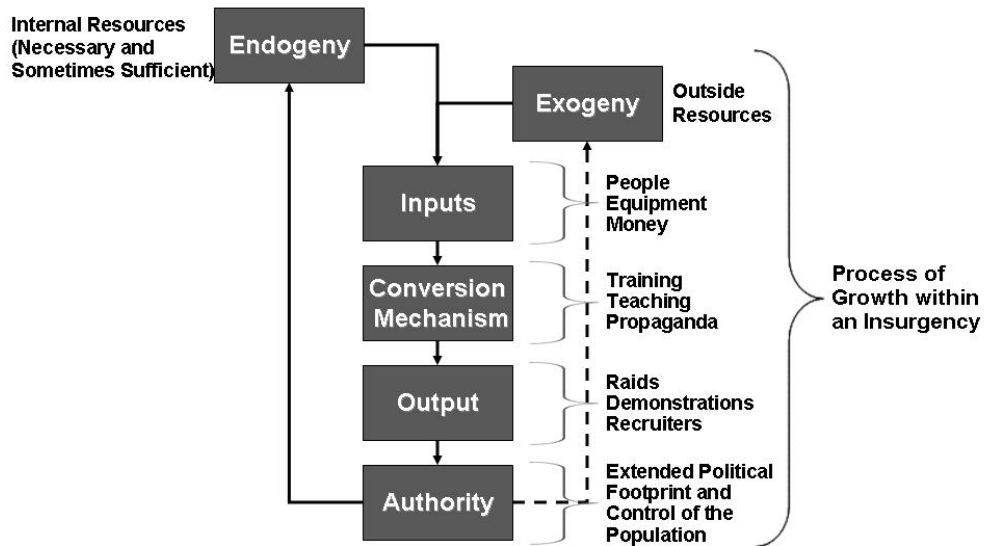 Internal Resources
(Necessary and
Sometimes Sufficient)
Endogeny
Exogeny
Outside
Resources
Inputs
People
Equipment
Money
Conversion
Mechanism
Training
Teaching
Propaganda
Process of
Growth within
an Insurgency
Output
Raids
Demonstrations
Recruiters
Authority
Extended Political
Footprint and
Control of the
Population